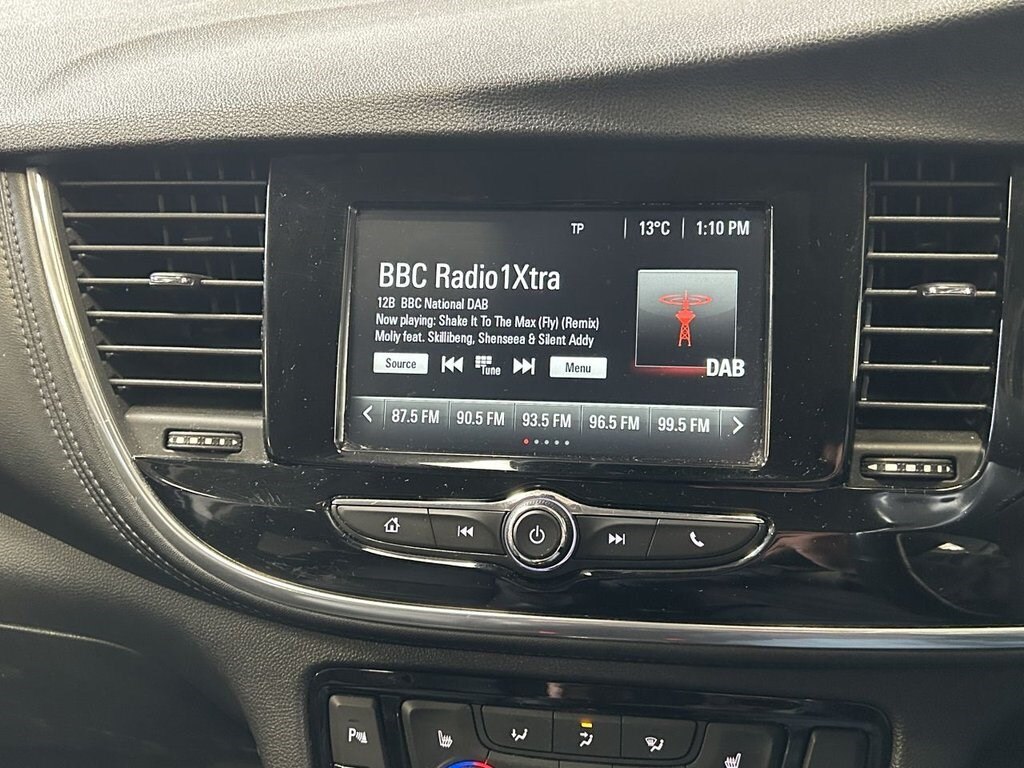 TP 13°C 1:10 PM
BBC Radio1Xtra
12B BBC National DAB
Now playing: Shake It To The Max (Fly) (Remix)
Moliy feat. Skillibeng, Shenseea & Silent Addy
Source Tune Menu
DAB
87.5 FM 90.5 FM 93.5 FM 96.5 FM 99.5 FM
P